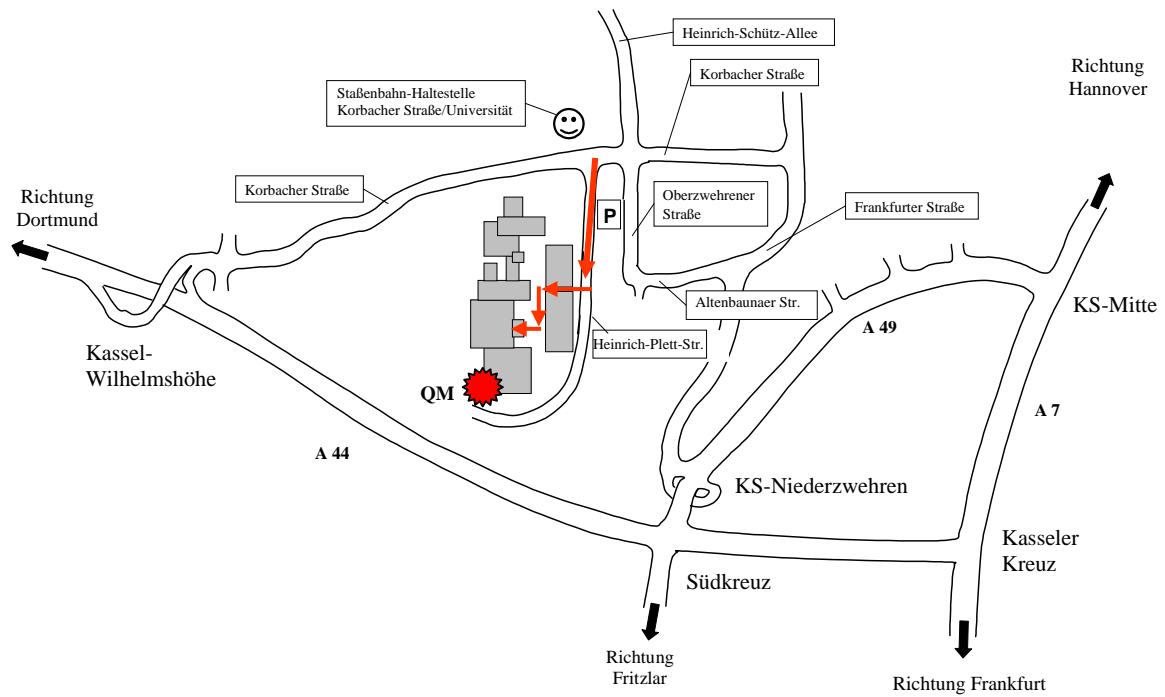 Heinrich-Schütz-Allee
Korbacher Straße
Richtung
Hannover
Staßenbahn-Haltestelle
Korbacher Straße/Universität
Korbacher Straße
Richtung
Dortmund
Oberzwehrener
Straße
P
Frankfurter Straße
Altenbaunaer Str.
KS-Mitte
A 49
Heinrich-Plett-Str.
Kassel-
Wilhelmshöhe
QM
A 7
A 44
KS-Niederzwehren
Kasseler
Kreuz
Südkreuz
Richtung
Fritzlar
Richtung Frankfurt